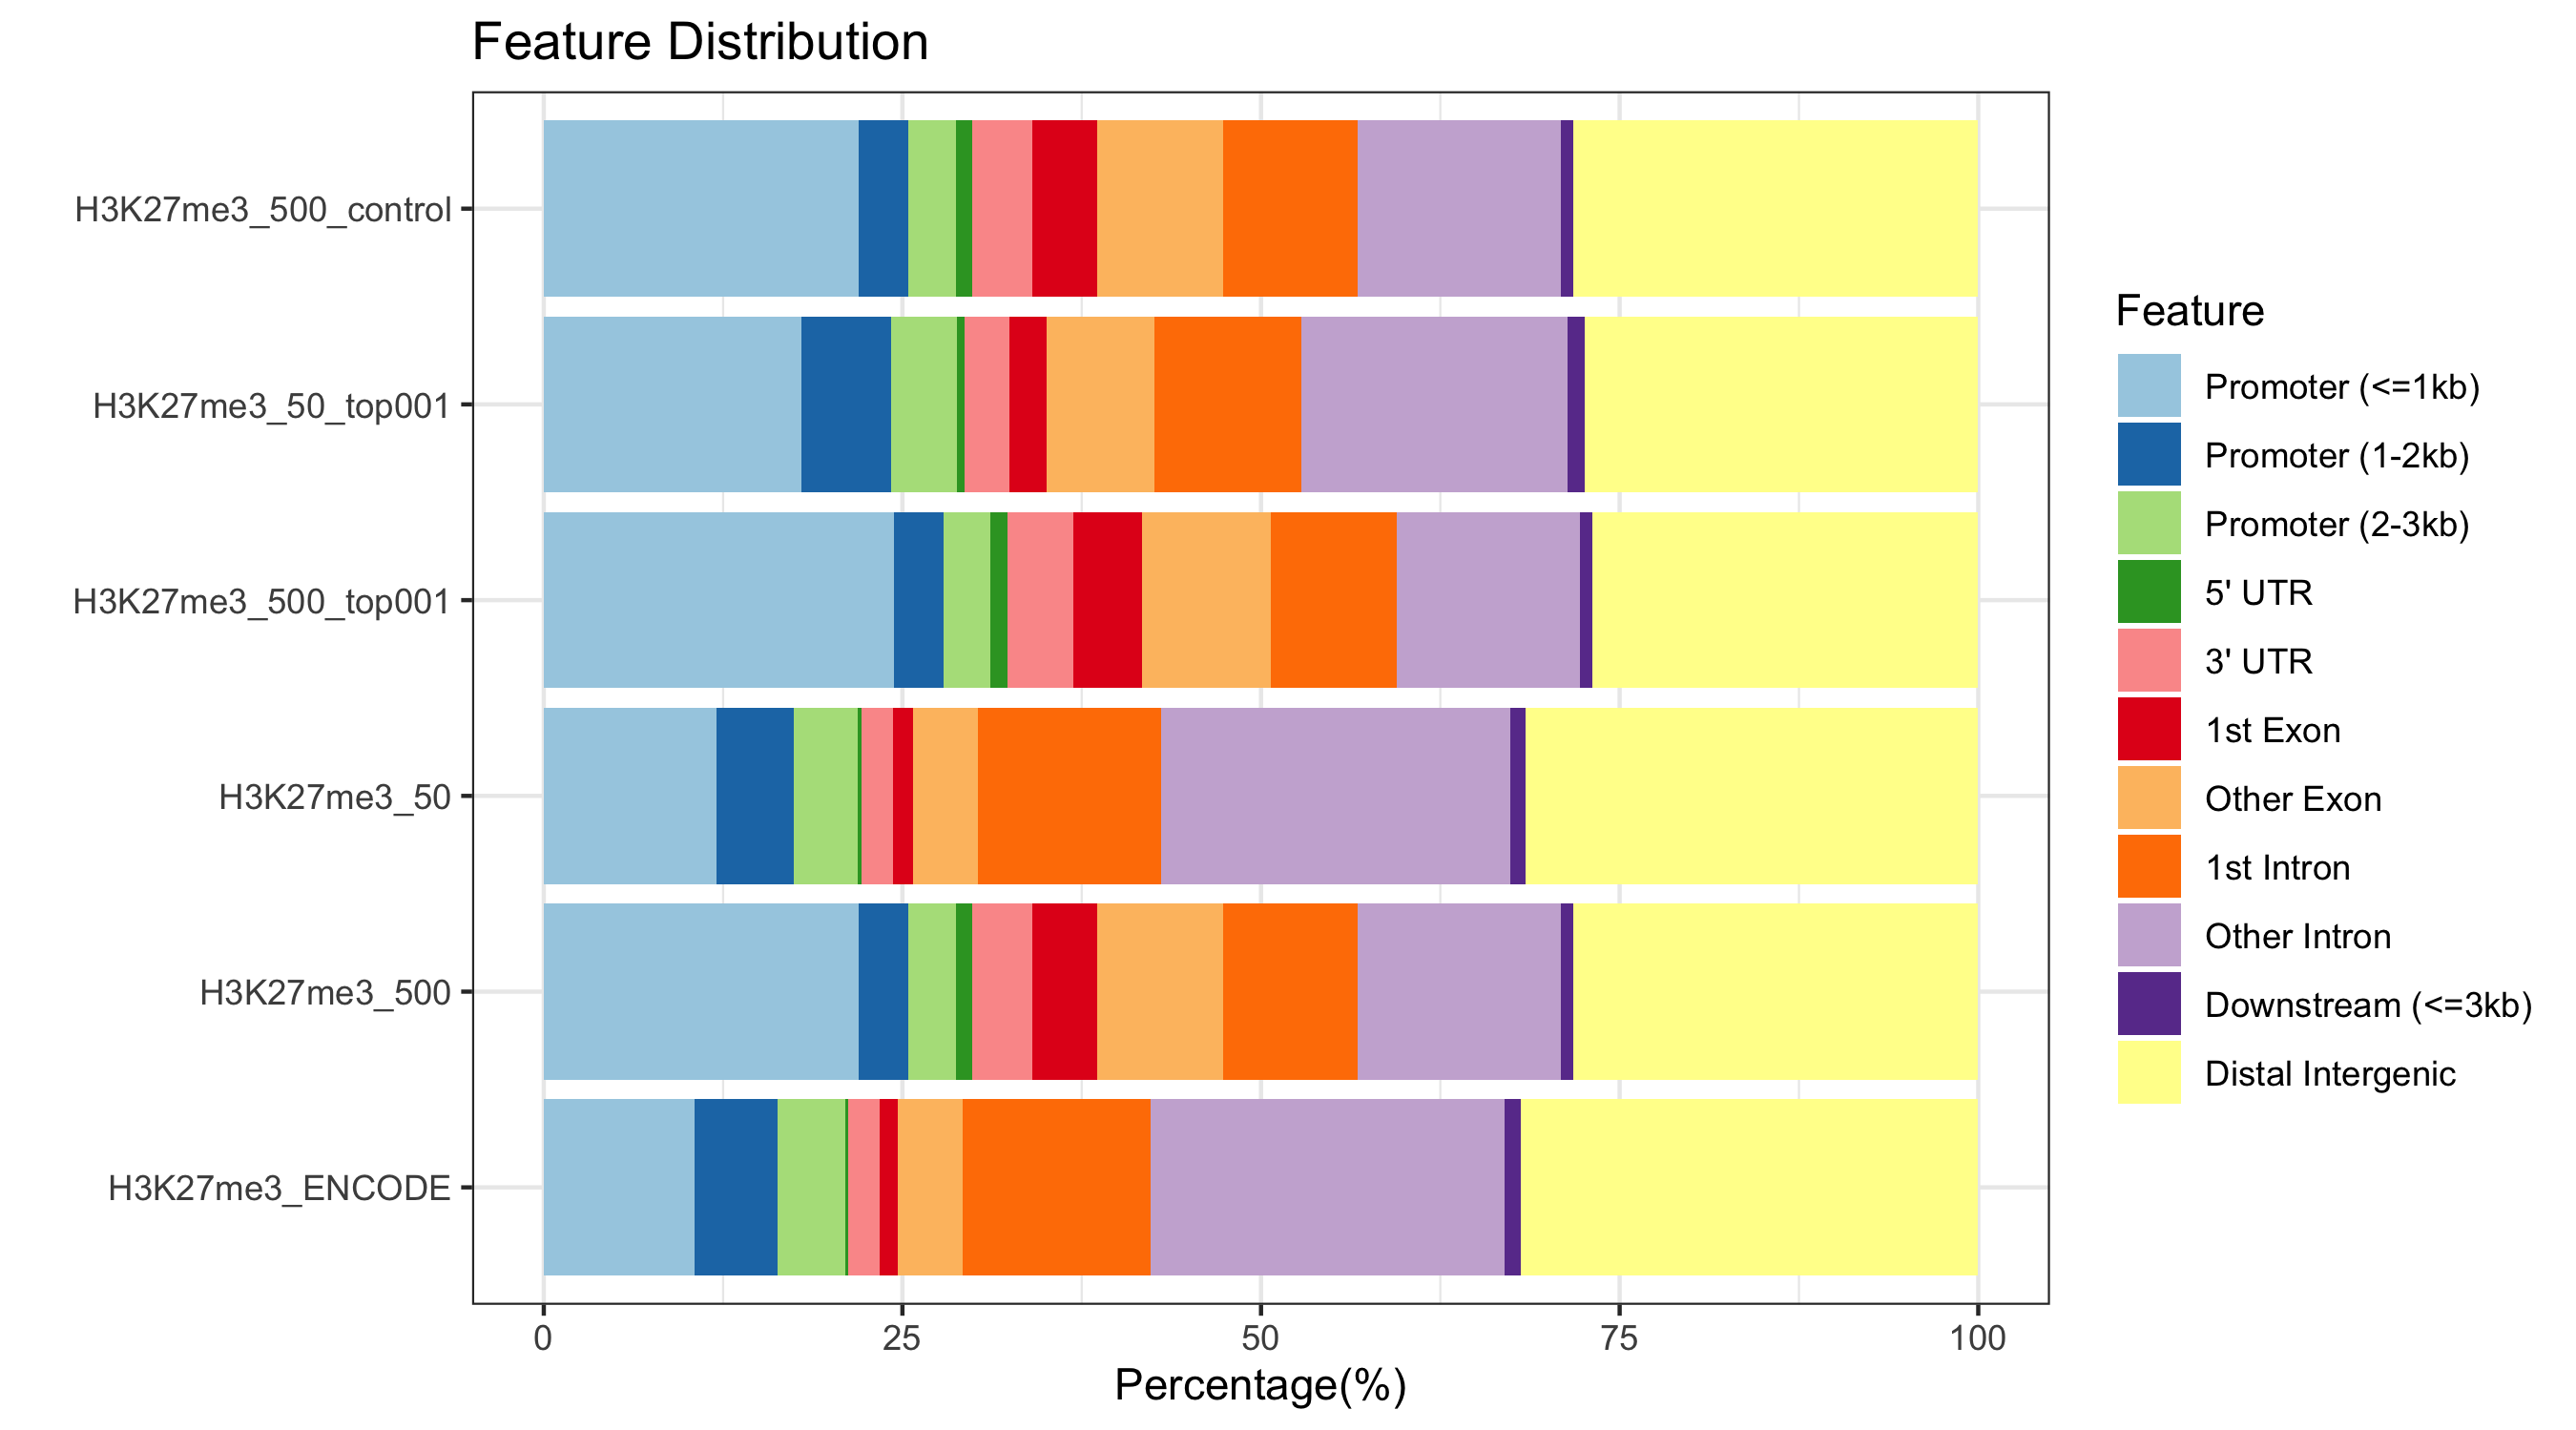 Feature Distribution
H3K27me3_500_control
H3K27me3_50_top001
H3K27me3_500_top001
H3K27me3_50
H3K27me3_500
H3K27me3_ENCODE
0 25 50 75 100
Percentage(%)
Feature
Promoter (<=1kb)
Promoter (1-2kb)
Promoter (2-3kb)
5' UTR
3' UTR
1st Exon
Other Exon
1st Intron
Other Intron
Downstream (<=3kb)
Distal Intergenic